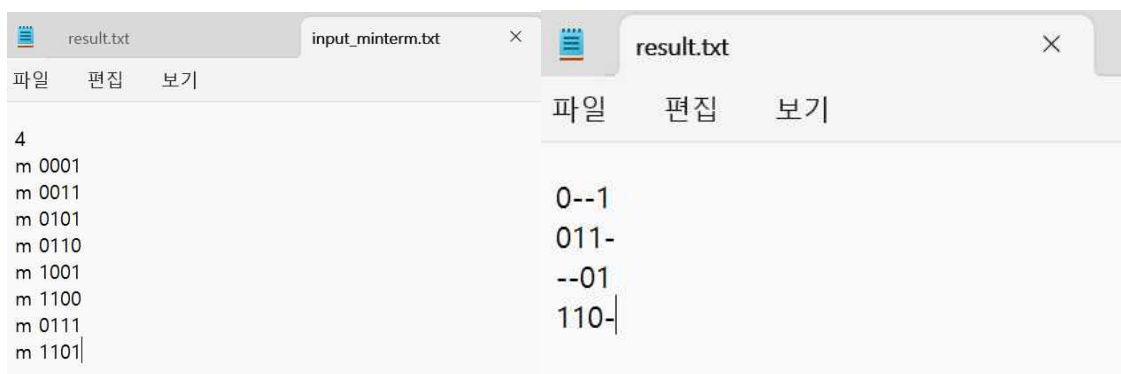 result.txt
input_minterm.txt
파일 편집 보기
4
m 0001
m 0011
m 0101
m 0110
m 1001
m 1100
m 0111
m 1101
result.txt
파일 편집 보기
0--1
011-
--01
110-